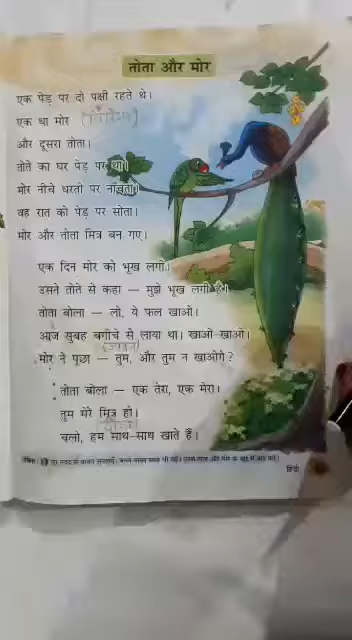 तोता और मोर
एक पेड़ पर दो पक्षी रहते थे।
एक था मोर
और दूसरा तोता।
तोते का घर पेड़ पर था।
मोर नीचे धरती पर नाचता।
वह रात को पेड़ पर सोता।
मोर और तोता मित्र बन गए।
एक दिन मोर को भूख लगी।
उसने तोते से कहा – मुझे भूख लगी है।
तोता बोला – लो, ये फल खाओ।
आज सुबह बगीचे से लाया था। खाओ-खाओ।
मोर ने पूछा – तुम, और तुम न खाओगे?
तोता बोला – एक तेरा, एक मेरा।
तुम मेरे मित्र हो।
चलो, हम साथ-साथ खाते हैं।
हिंदी